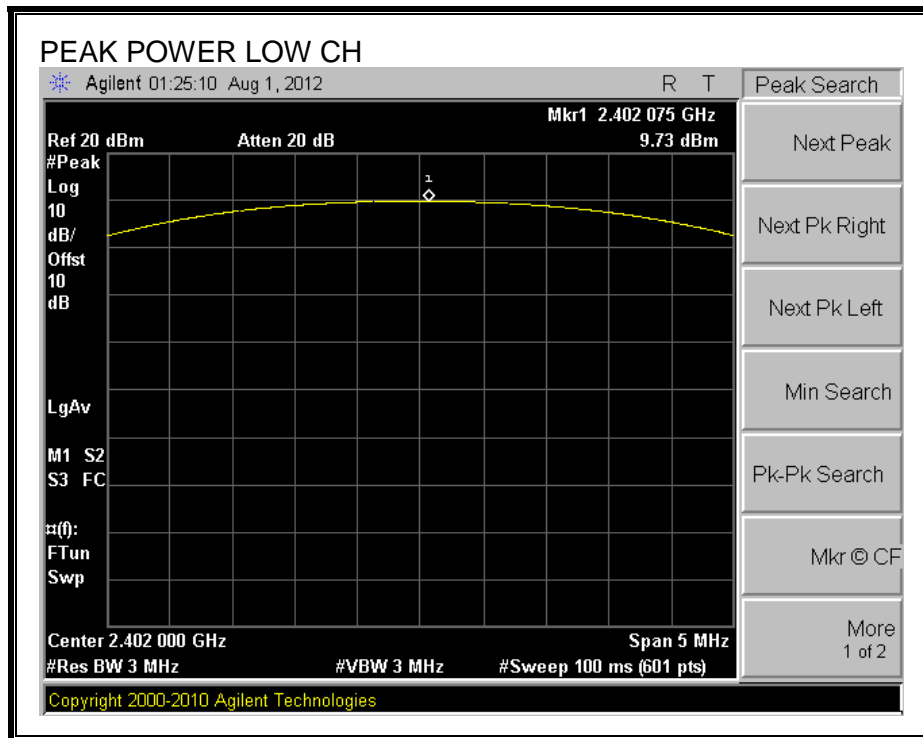 PEAK POWER LOW CH
Agilent 01:25:10 Aug 1, 2012 R T
Peak Search
Mkr1 2.402 075 GHz
Ref 20 dBm Atten 20 dB 9.73 dBm
#Peak
Log
10
dB/
Offst
10
dB
LgAv
M1 S2
S3 FC
¤(f):
FTun
Swp
1
Center 2.402 000 GHz Span 5 MHz
#Res BW 3 MHz #VBW 3 MHz #Sweep 100 ms (601 pts)
Copyright 2000-2010 Agilent Technologies
Next Peak
Next Pk Right
Next Pk Left
Min Search
Pk-Pk Search
Mkr © CF
More
1 of 2